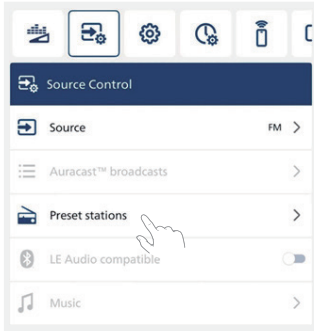 Source Control
Source FM
Auracast™ broadcasts
Preset stations
LE Audio compatible
Music